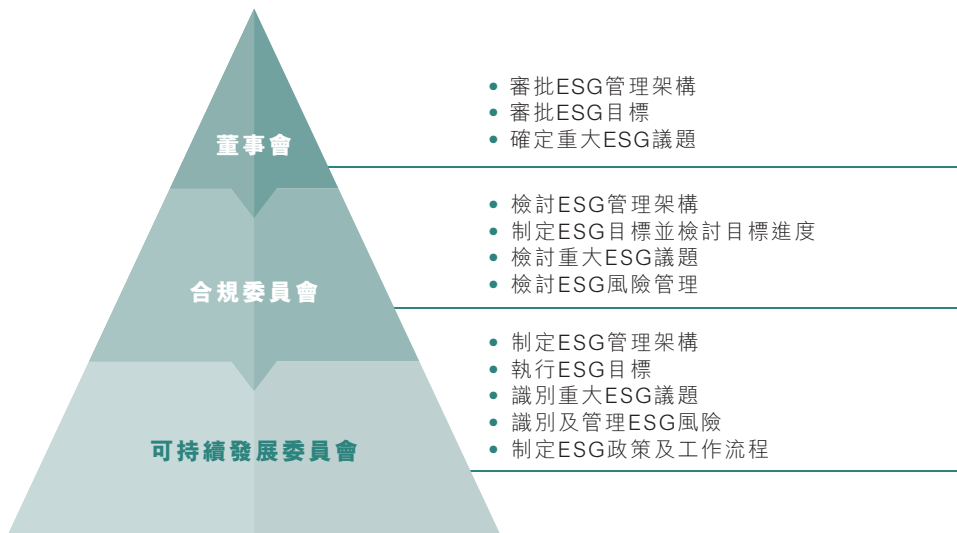 董事會
• 審批ESG管理架構
• 審批ESG目標
• 確定重大ESG議題
合規委員會
• 檢討ESG管理架構
• 制定ESG目標並檢討目標進度
• 檢討重大ESG議題
• 檢討ESG風險管理
可持續發展委員會
• 制定ESG管理架構
• 執行ESG目標
• 識別重大ESG議題
• 識別及管理ESG風險
• 制定ESG政策及工作流程